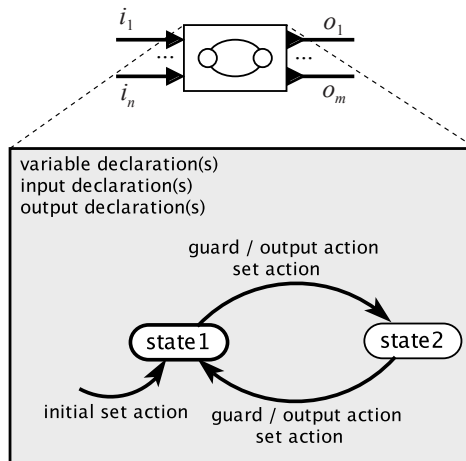 i1 o1
... ...
in om
variable declaration(s)
input declaration(s)
output declaration(s)
guard / output action
set action
state1 state2
initial set action
guard / output action
set action